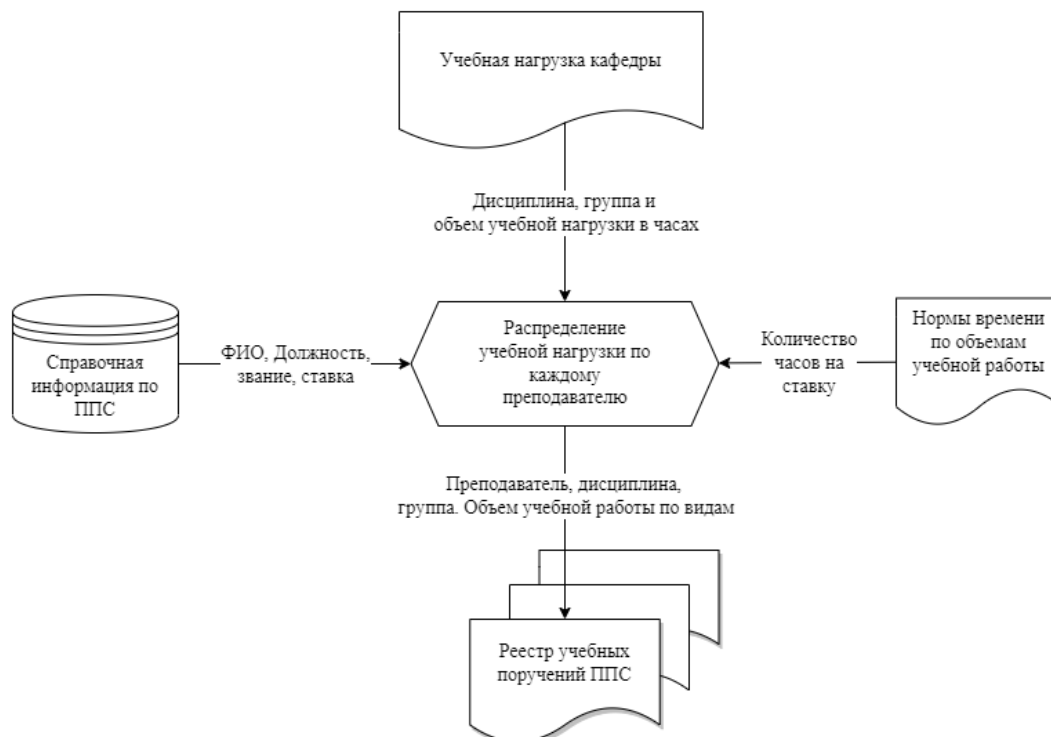 Учебная нагрузка кафедры
Дисциплина, группа и
объем учебной нагрузки в часах
Справочная
информация по
ППС
ФИО, Должность,
звание, ставка
Распределение
учебной нагрузки по
каждому
преподавателю
Количество
часов на
ставку
Нормы времени
по объемам
учебной работы
Преподаватель, дисциплина,
группа. Объем учебной работы по видам
Реестр учебных
поручений ППС